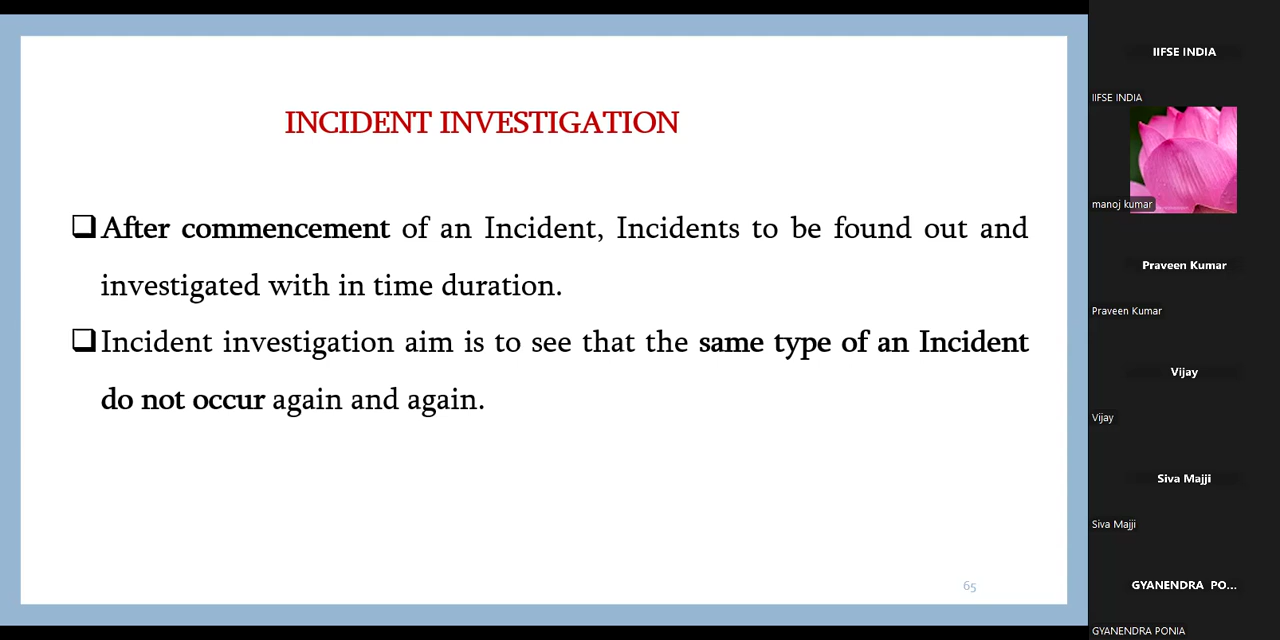 INCIDENT INVESTIGATION
❑After commencement of an Incident, Incidents to be found out and
investigated with in time duration.
❑Incident investigation aim is to see that the same type of an Incident
do not occur again and again.
65
IIFSE INDIA
IIFSE INDIA
manoj kumar
Praveen Kumar
Praveen Kumar
Vijay
Vijay
Siva Majji
Siva Majji
GYANENDRA PO...
GYANENDRA PONIA